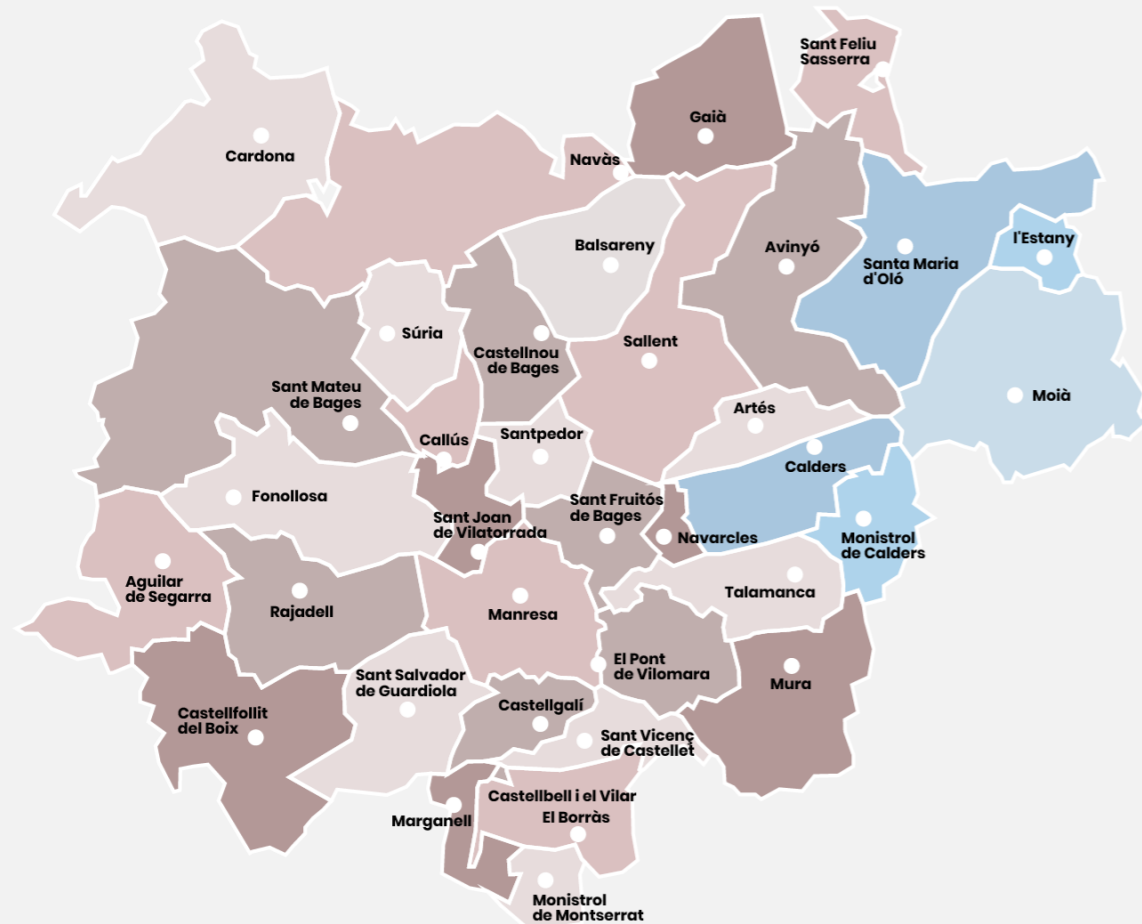 Sant Feliu
Sasserra
Gaià
Cardona
Navàs
Balsareny
Avinyó
l'Estany
Santa Maria
d'Oló
Súria
Castellnou
de Bages
Sallent
Sant Mateu
de Bages
Moià
Artés
Callús
Santpedor
Calders
Fonollosa
Sant Fruitós
de Bages
Sant Joan
de Vilatorrada
Navarcles
Monistrol
de Calders
Aguilar
de Segarra
Rajadell
Manresa
Talamanca
El Pont
de Vilomara
Mura
Sant Salvador
de Guardiola
Castellgalí
Castellfollit
del Boix
Sant Vicenç
de Castellet
Castellbell i el Vilar
El Borràs
Marganell
Monistrol
de Montserrat